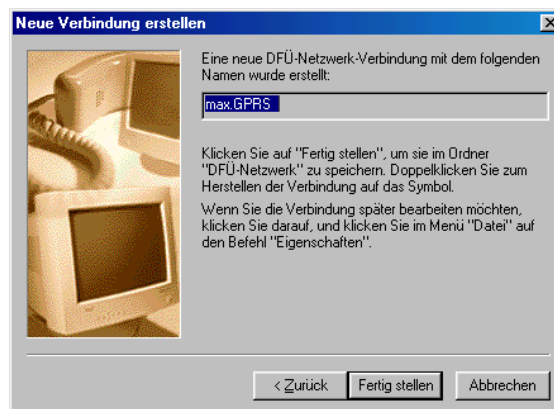 Neue Verbindung erstellen
Eine neue DFÜ-Netzwerk-Verbindung mit dem folgenden
Namen wurde erstellt:
max.GPRS
Klicken Sie auf "Fertig stellen", um sie im Ordner
"DFÜ-Netzwerk" zu speichern. Doppelklicken Sie zum
Herstellen der Verbindung auf das Symbol.
Wenn Sie die Verbindung später bearbeiten möchten,
klicken Sie darauf, und klicken Sie im Menü "Datei" auf
den Befehl "Eigenschaften".
< Zurück
Fertig stellen
Abbrechen